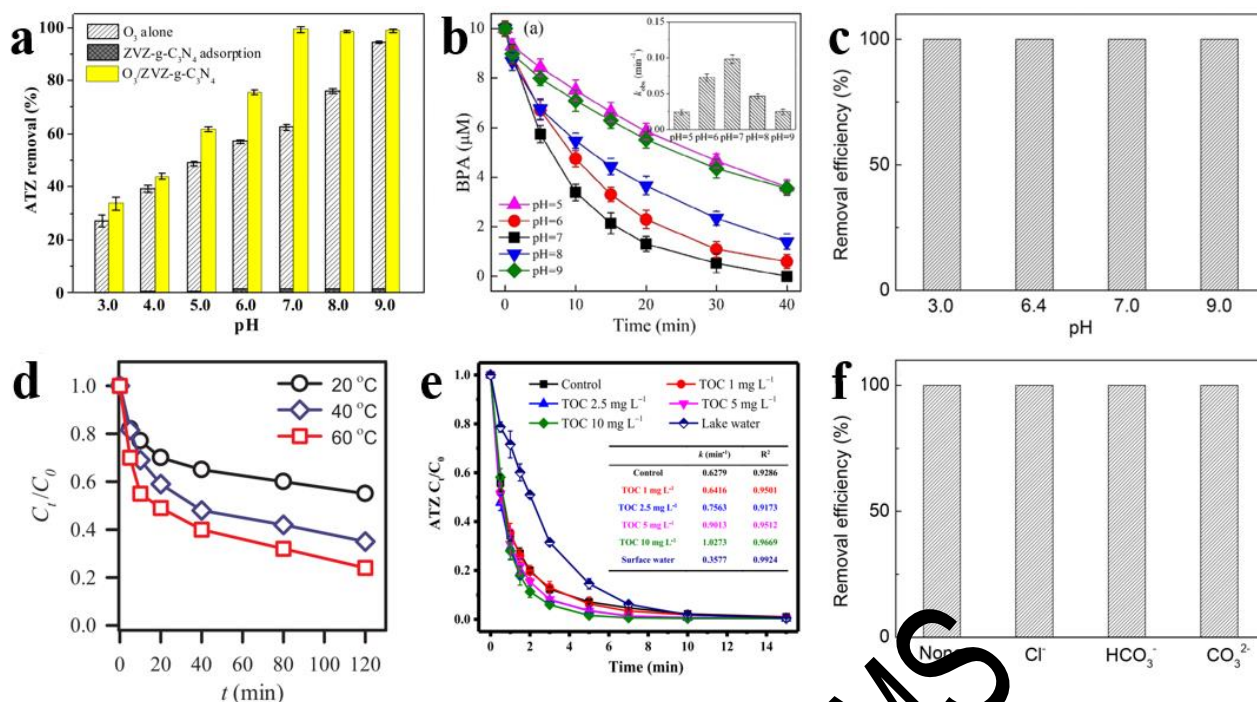 a
O3 alone
ZVZ-g-C3N4 adsorption
O3/ZVZ-g-C3N4
ATZ removal (%)
100
80
60
40
20
0
3.0 4.0 5.0 6.0 7.0 8.0 9.0
pH
b
(a)
BPA (μM)
10
8
6
4
2
0
pH=5
pH=6
pH=7
pH=8
pH=9
0 10 20 30 40
Time (min)
kobs (min-1)
0.15
0.10
0.05
0.00
pH=5 pH=6 pH=7 pH=8 pH=9
c
Removal efficiency (%)
100
50
0
3.0 6.4 7.0 9.0
pH
d
20 °C
40 °C
60 °C
Ct/C0
1.0
0.8
0.6
0.4
0.2
0.0
0 20 40 60 80 100 120
t (min)
e
Control TOC 1 mg L−1
TOC 2.5 mg L−1 TOC 5 mg L−1
TOC 10 mg L−1 Lake water
k (min-1) R2
Control 0.6279 0.9286
TOC 1 mg L-1 0.6416 0.9501
TOC 2.5 mg L-1 0.7563 0.9173
TOC 5 mg L-1 0.9013 0.9512
TOC 10 mg L-1 1.0273 0.9669
Surface water 0.3577 0.9924
ATZ Ct/C0
1.0
0.8
0.6
0.4
0.2
0.0
0 2 4 6 8 10 12 14
Time (min)
f
Removal efficiency (%)
100
50
0
Cl- HCO3- CO32-
MS